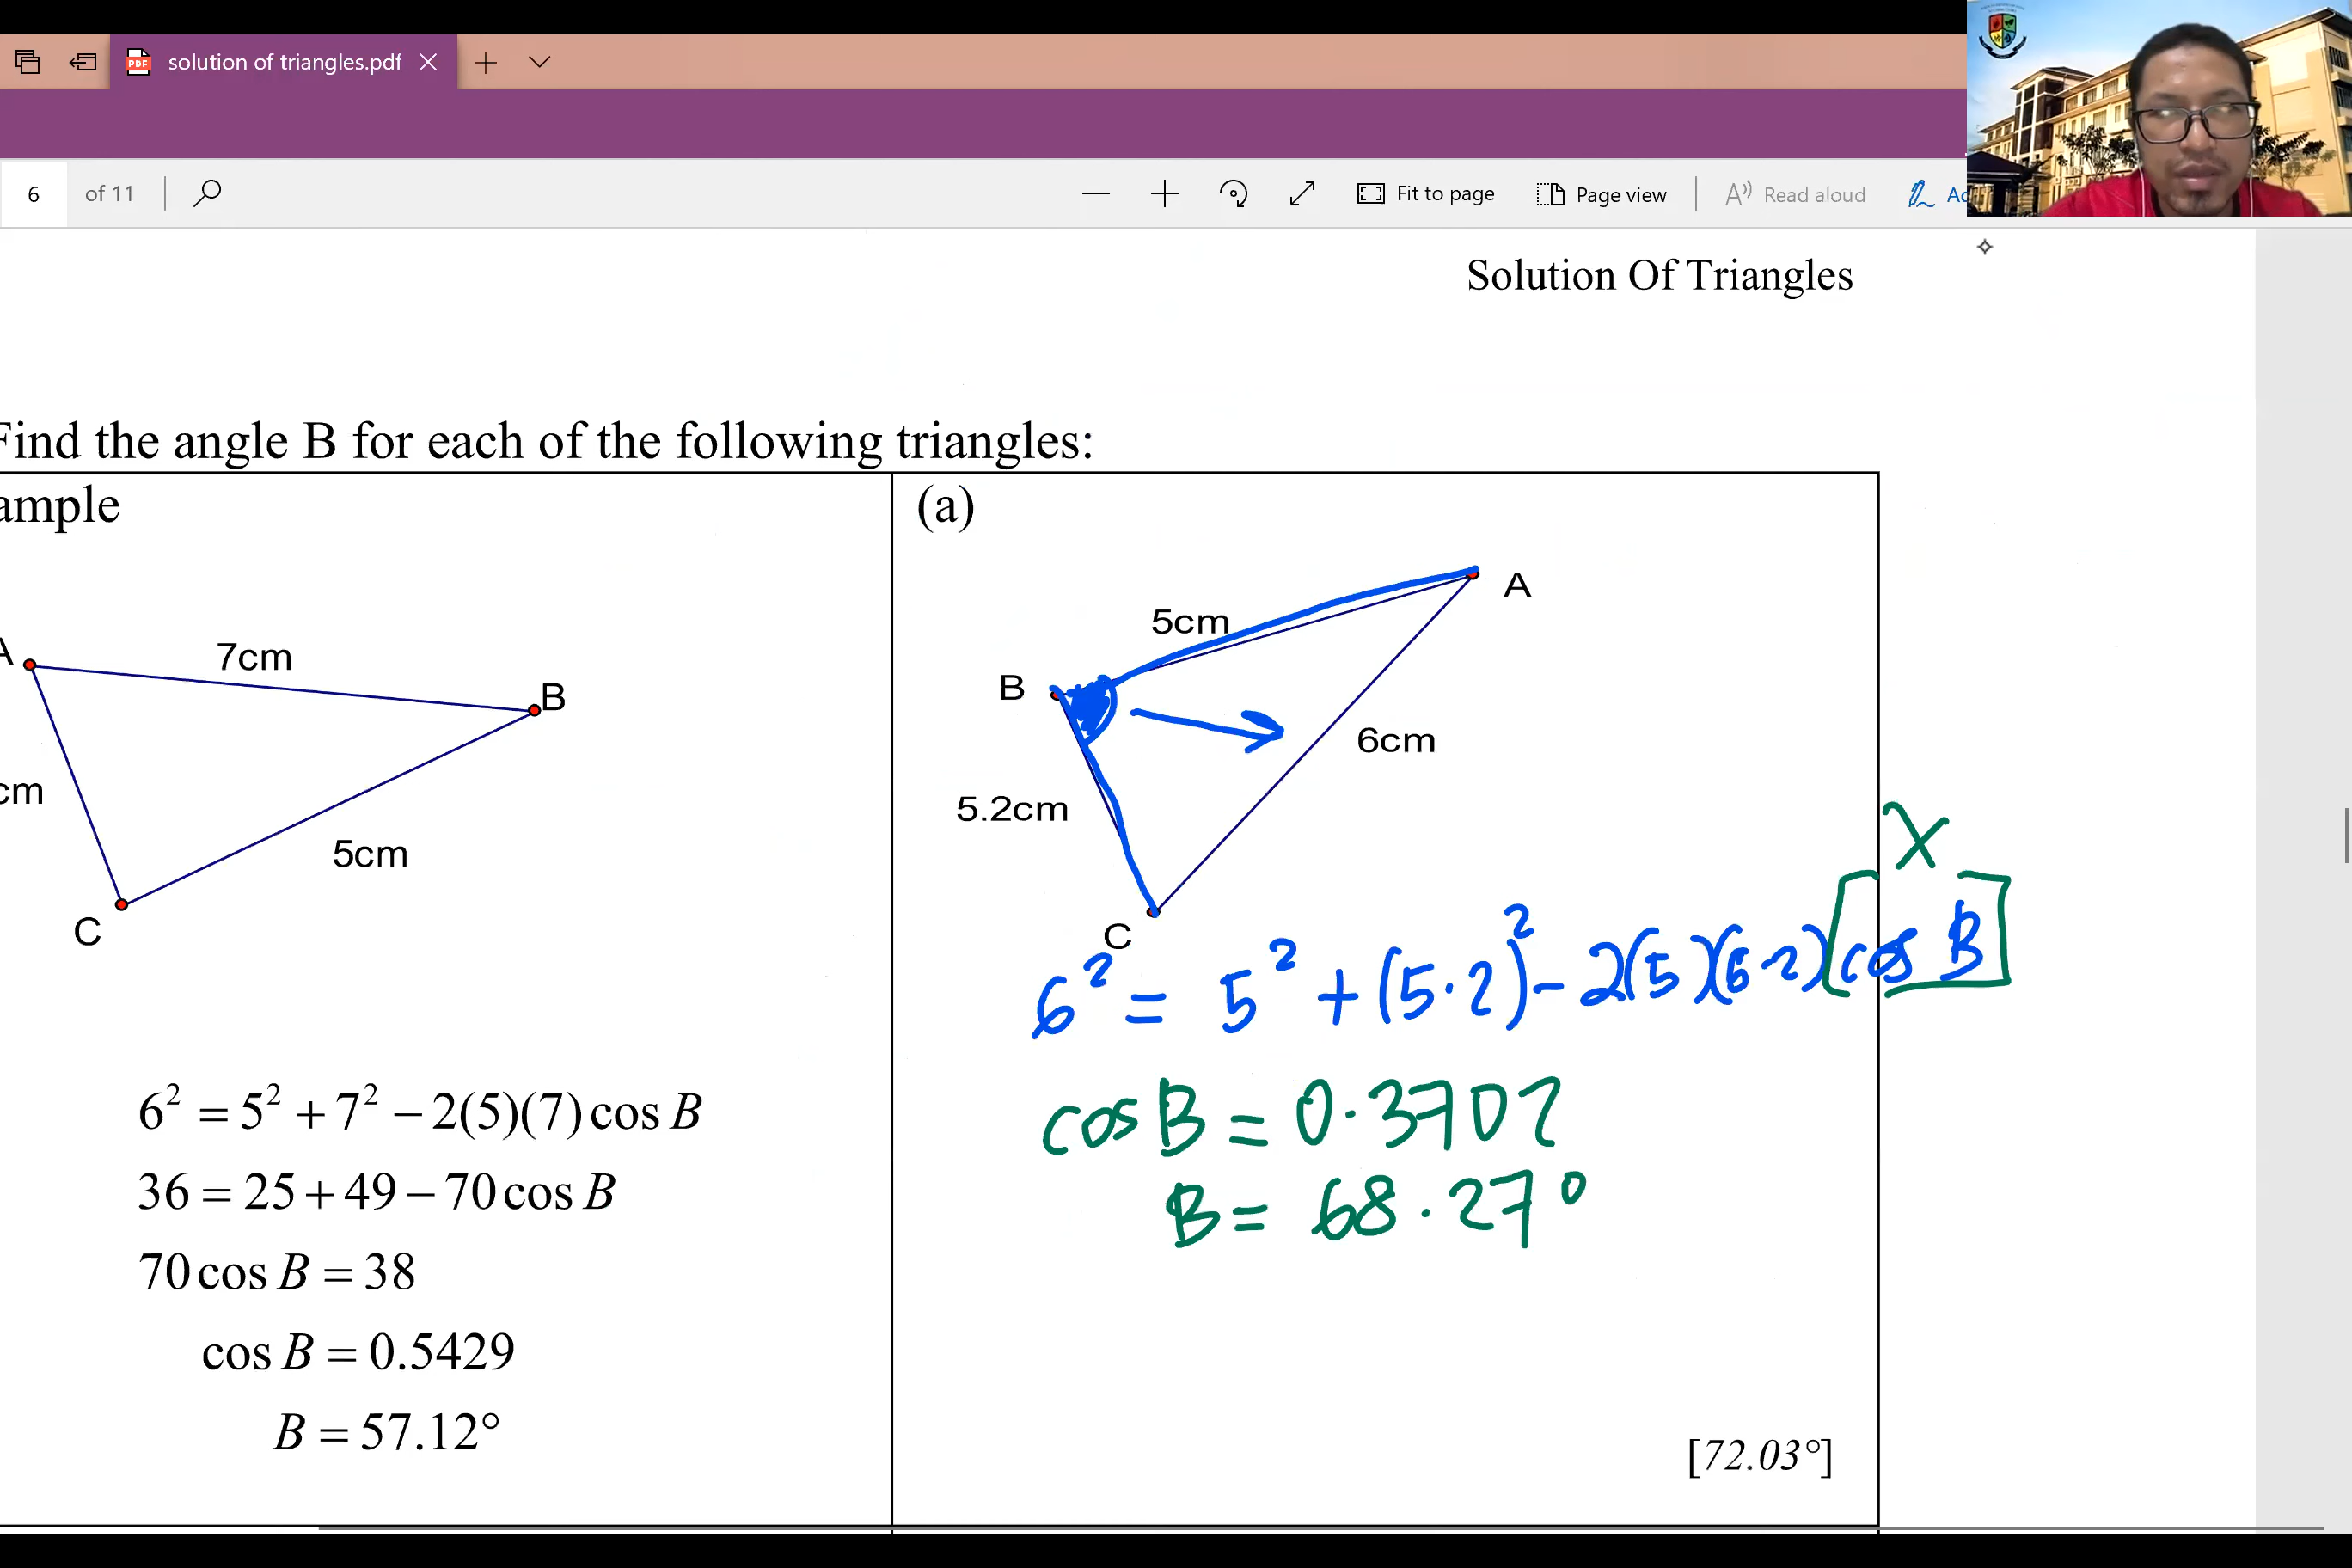 solution of triangles.pdf
6 of 11
Fit to page
Page view
Read aloud
Solution Of Triangles
Find the angle B for each of the following triangles:
ample
A
7cm
B
cm
5cm
C
6² = 5² + 7² − 2(5)(7) cos B
36 = 25 + 49 − 70 cos B
70 cos B = 38
cos B = 0.5429
B = 57.12°
(a)
A
5cm
B
6cm
5.2cm
C
X
6² = 5² + (5.2)² − 2(5)(6.2) cos B
cos B = 0.3702
B = 68.27°
[72.03°]